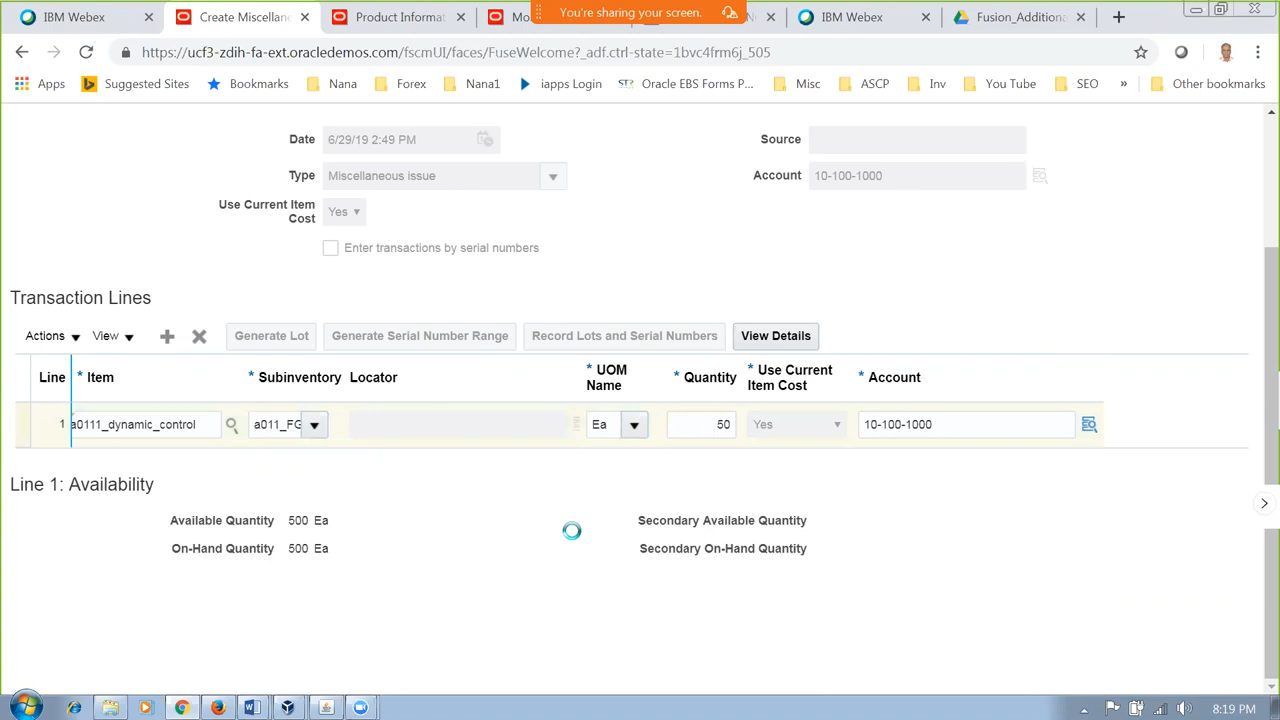 IBM Webex
Create Miscellane
Product Informat
Mo
You're sharing your screen.
IBM Webex
Fusion_Additiona
https://ucf3-zdih-fa-ext.oracledemos.com/fscmUI/faces/FuseWelcome?_adf.ctrl-state=1bvc4frm6j_505
Apps Suggested Sites Bookmarks Nana Forex Nana1 iapps Login Oracle EBS Forms P... Misc ASCP Inv You Tube SEO » Other bookmarks
Date 6/29/19 2:49 PM Source
Type Miscellaneous issue Account 10-100-1000
Use Current Item
Cost
Yes
Enter transactions by serial numbers
Transaction Lines
Actions View Generate Lot Generate Serial Number Range Record Lots and Serial Numbers View Details
Line * Item * Subinventory Locator * UOM
Name * Quantity * Use Current
Item Cost * Account
1 a0111_dynamic_control a011_FG Ea 50 Yes 10-100-1000
Line 1: Availability
Available Quantity 500 Ea Secondary Available Quantity
On-Hand Quantity 500 Ea Secondary On-Hand Quantity
8:19 PM